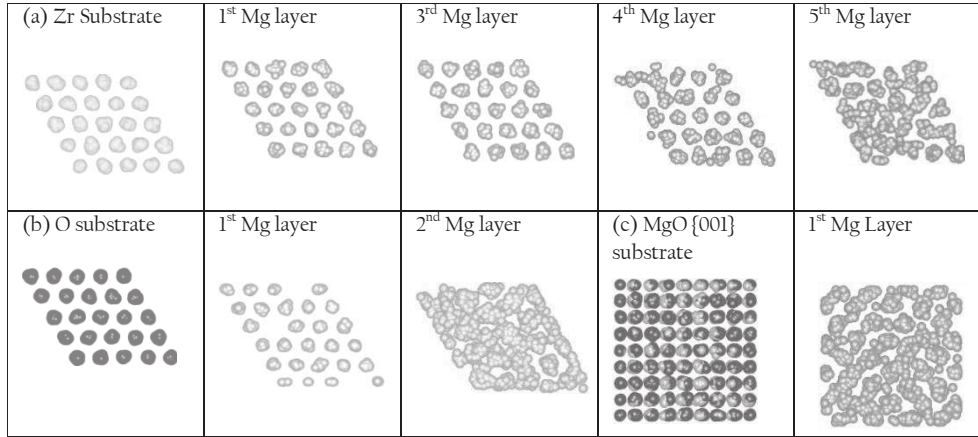 (a) Zr Substrate
1st Mg layer
3rd Mg layer
4th Mg layer
5th Mg layer
(b) O substrate
1st Mg layer
2nd Mg layer
(c) MgO {001}
substrate
1st Mg Layer